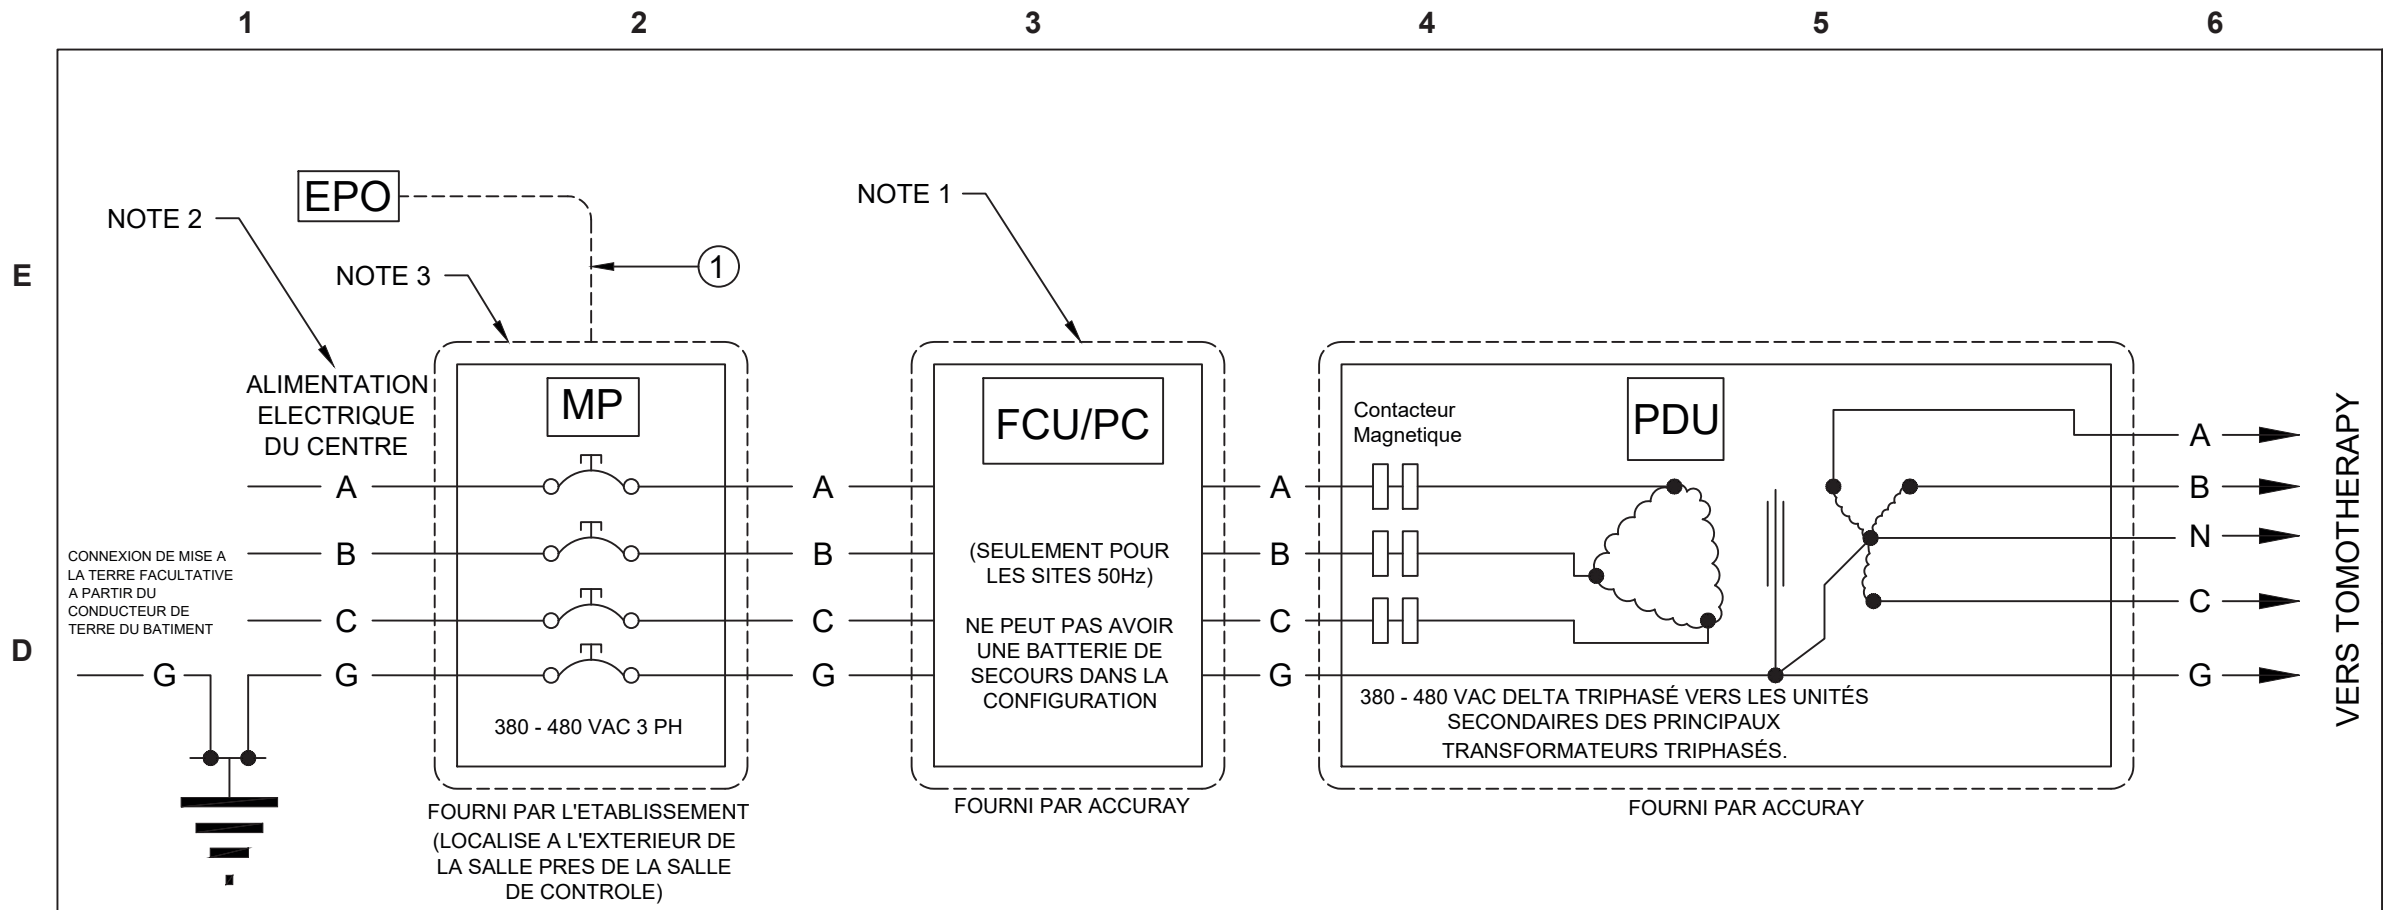 1 2 3 4 5 6
E
D
NOTE 2
EPO
NOTE 3
1
NOTE 1
ALIMENTATION
ELECTRIQUE
DU CENTRE
CONNEXION DE MISE A
LA TERRE FACULTATIVE
A PARTIR DU
CONDUCTEUR DE
TERRE DU BATIMENT
A
B
C
G
G
MP
380 - 480 VAC 3 PH
FOURNI PAR L'ETABLISSEMENT
(LOCALISE A L'EXTERIEUR DE
LA SALLE PRES DE LA SALLE
DE CONTROLE)
A
B
C
G
FCU/PC
(SEULEMENT POUR
LES SITES 50Hz)
NE PEUT PAS AVOIR
UNE BATTERIE DE
SECOURS DANS LA
CONFIGURATION
FOURNI PAR ACCURAY
A
B
C
G
Contacteur
Magnetique
PDU
380 - 480 VAC DELTA TRIPHASÉ VERS LES UNITÉS
SECONDAIRES DES PRINCIPAUX
TRANSFORMATEURS TRIPHASÉS.
FOURNI PAR ACCURAY
A
B
N
C
G
VERS TOMOTHERAPY